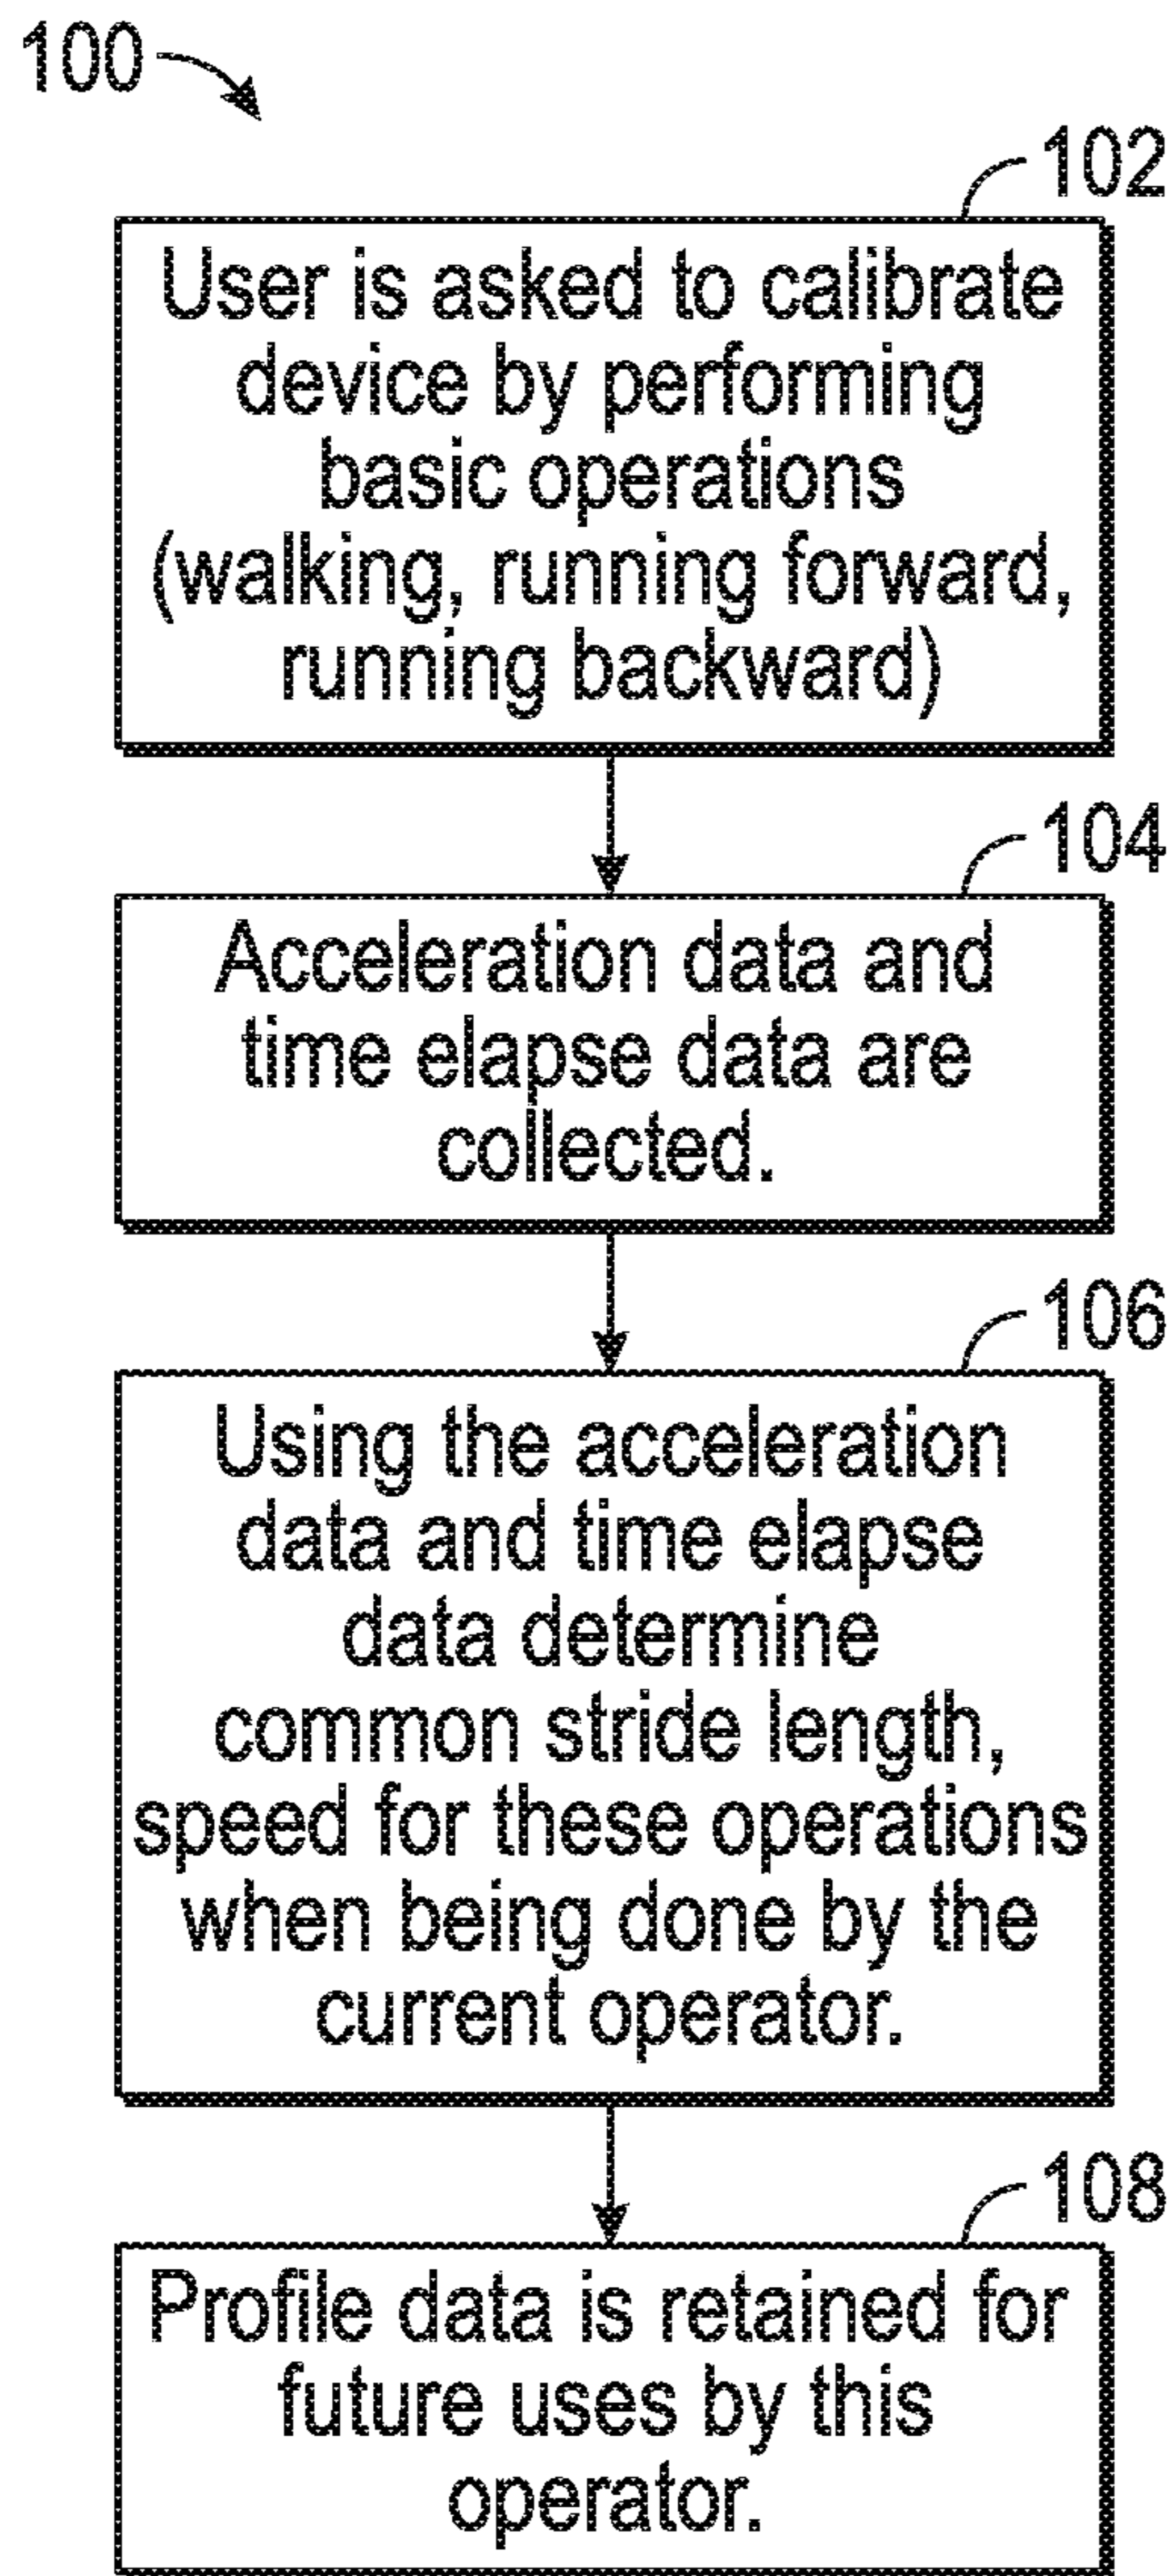 100
102
User is asked to calibrate
device by performing
basic operations
(walking, running forward,
running backward)
104
Acceleration data and
time elapse data are
collected.
106
Using the acceleration
data and time elapse
data determine
common stride length,
speed for these operations
when being done by the
current operator.
108
Profile data is retained for
future uses by this
operator.